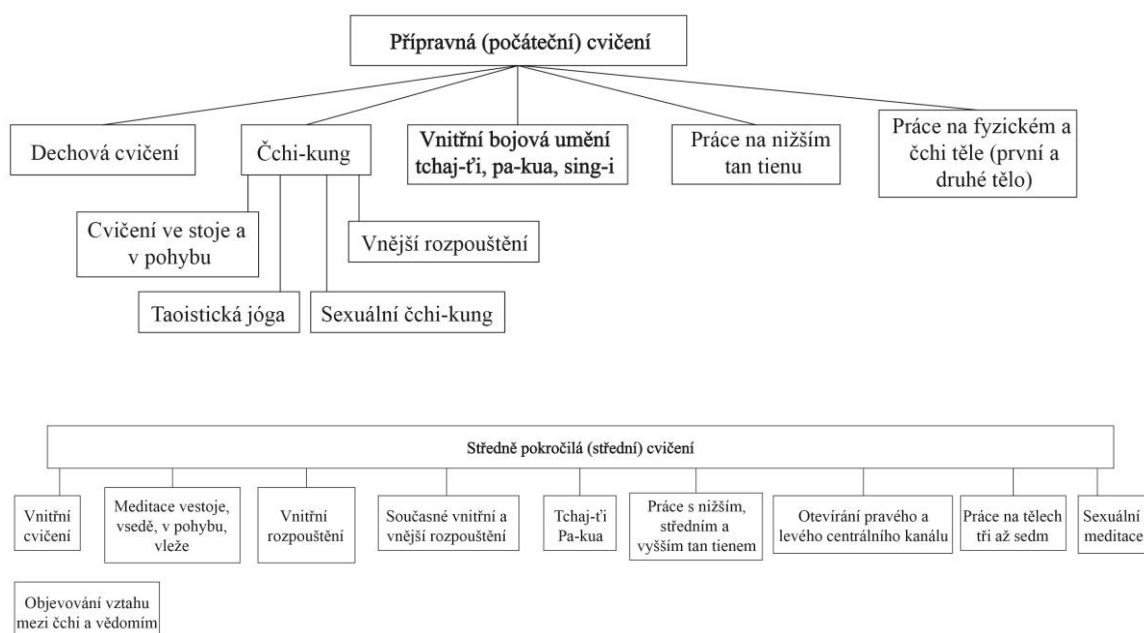 Přípravná (počáteční) cvičení
Dechová cvičení
Čchi-kung
Vnitřní bojová umění
tchaj-ťi, pa-kua, sing-i
Práce na nižším
tan tienu
Práce na fyzickém a
čchi těle (první a
druhé tělo)
Cvičení ve stoje a
v pohybu
Vnější rozpouštění
Taoistická jóga
Sexuální čchi-kung
Středně pokročilá (střední) cvičení
Vnitřní
cvičení
Meditace vestoje,
vsedě, v pohybu,
vleže
Vnitřní
rozpouštění
Současné vnitřní a
vnější rozpouštění
Tchaj-ťi
Pa-kua
Práce s nižším,
středním a
vyšším tan tienem
Otevírání pravého a
levého centrálního kanálu
Práce na tělech
tři až sedm
Sexuální
meditace
Objevování vztahu
mezi čchi a vědomím